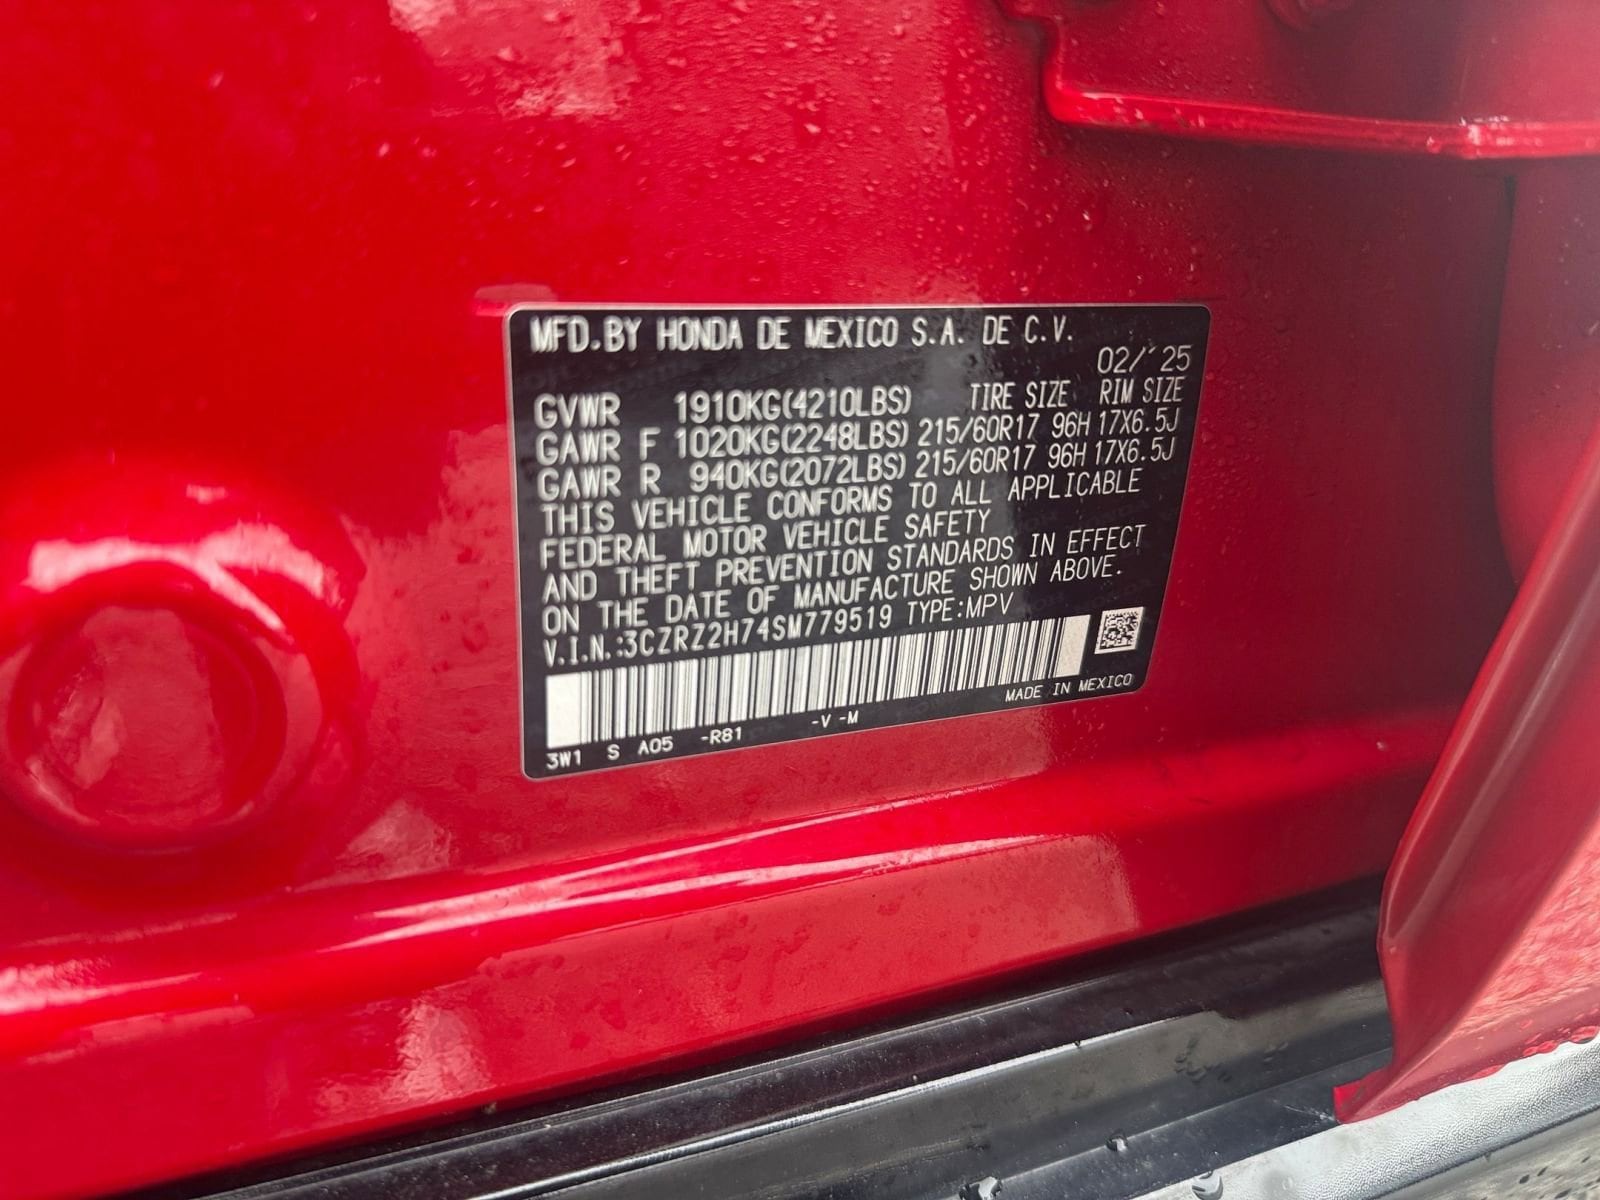 MFD.BY HONDA DE MEXICO S.A. DE C.V.
02/'25
GVWR 1910KG(4210LBS) TIRE SIZE RIM SIZE
GAWR F 1020KG(2248LBS) 215/60R17 96H 17X6.5J
GAWR R 940KG(2072LBS) 215/60R17 96H 17X6.5J
THIS VEHICLE CONFORMS TO ALL APPLICABLE
FEDERAL MOTOR VEHICLE SAFETY
AND THEFT PREVENTION STANDARDS IN EFFECT
ON THE DATE OF MANUFACTURE SHOWN ABOVE.
V.I.N.:3CZRZ2H74SM779519 TYPE:MPV
MADE IN MEXICO
3W1 S A05 -R81 -V -M